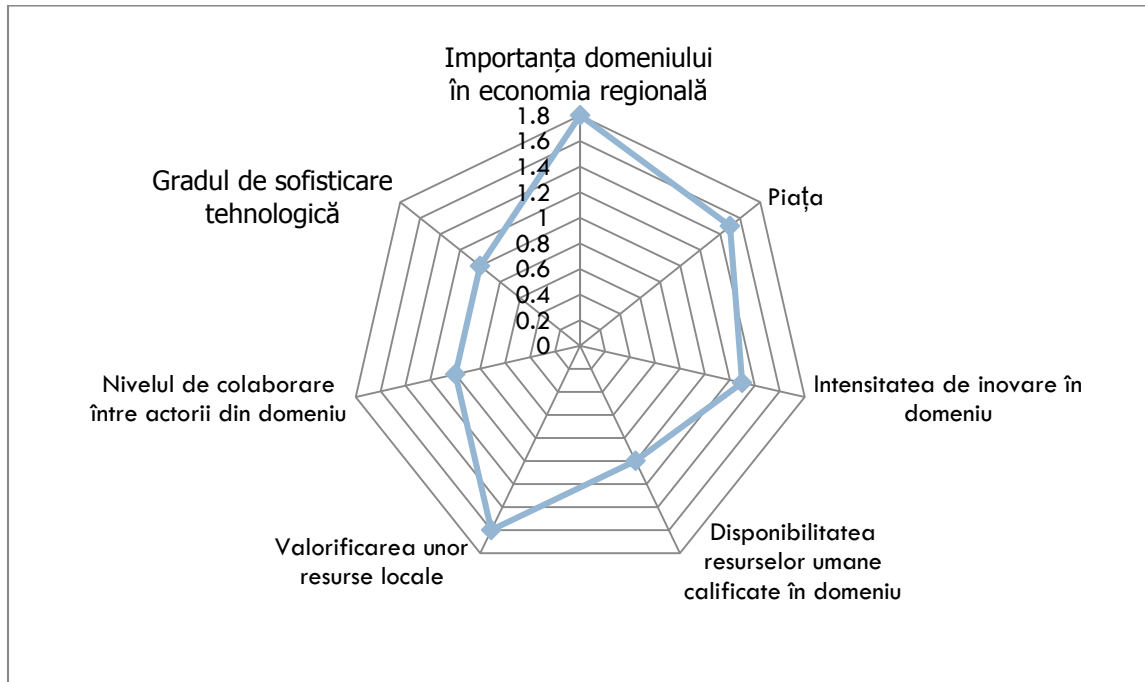 Importanța domeniului
în economia regională
1.8
1.6
1.4
1.2
1
0.8
0.6
0.4
0.2
0
Piața
Intensitatea de inovare în
domeniu
Disponibilitatea
resurselor umane
calificate în domeniu
Valorificarea unor
resurse locale
Nivelul de colaborare
între actorii din domeniu
Gradul de sofisticare
tehnologică